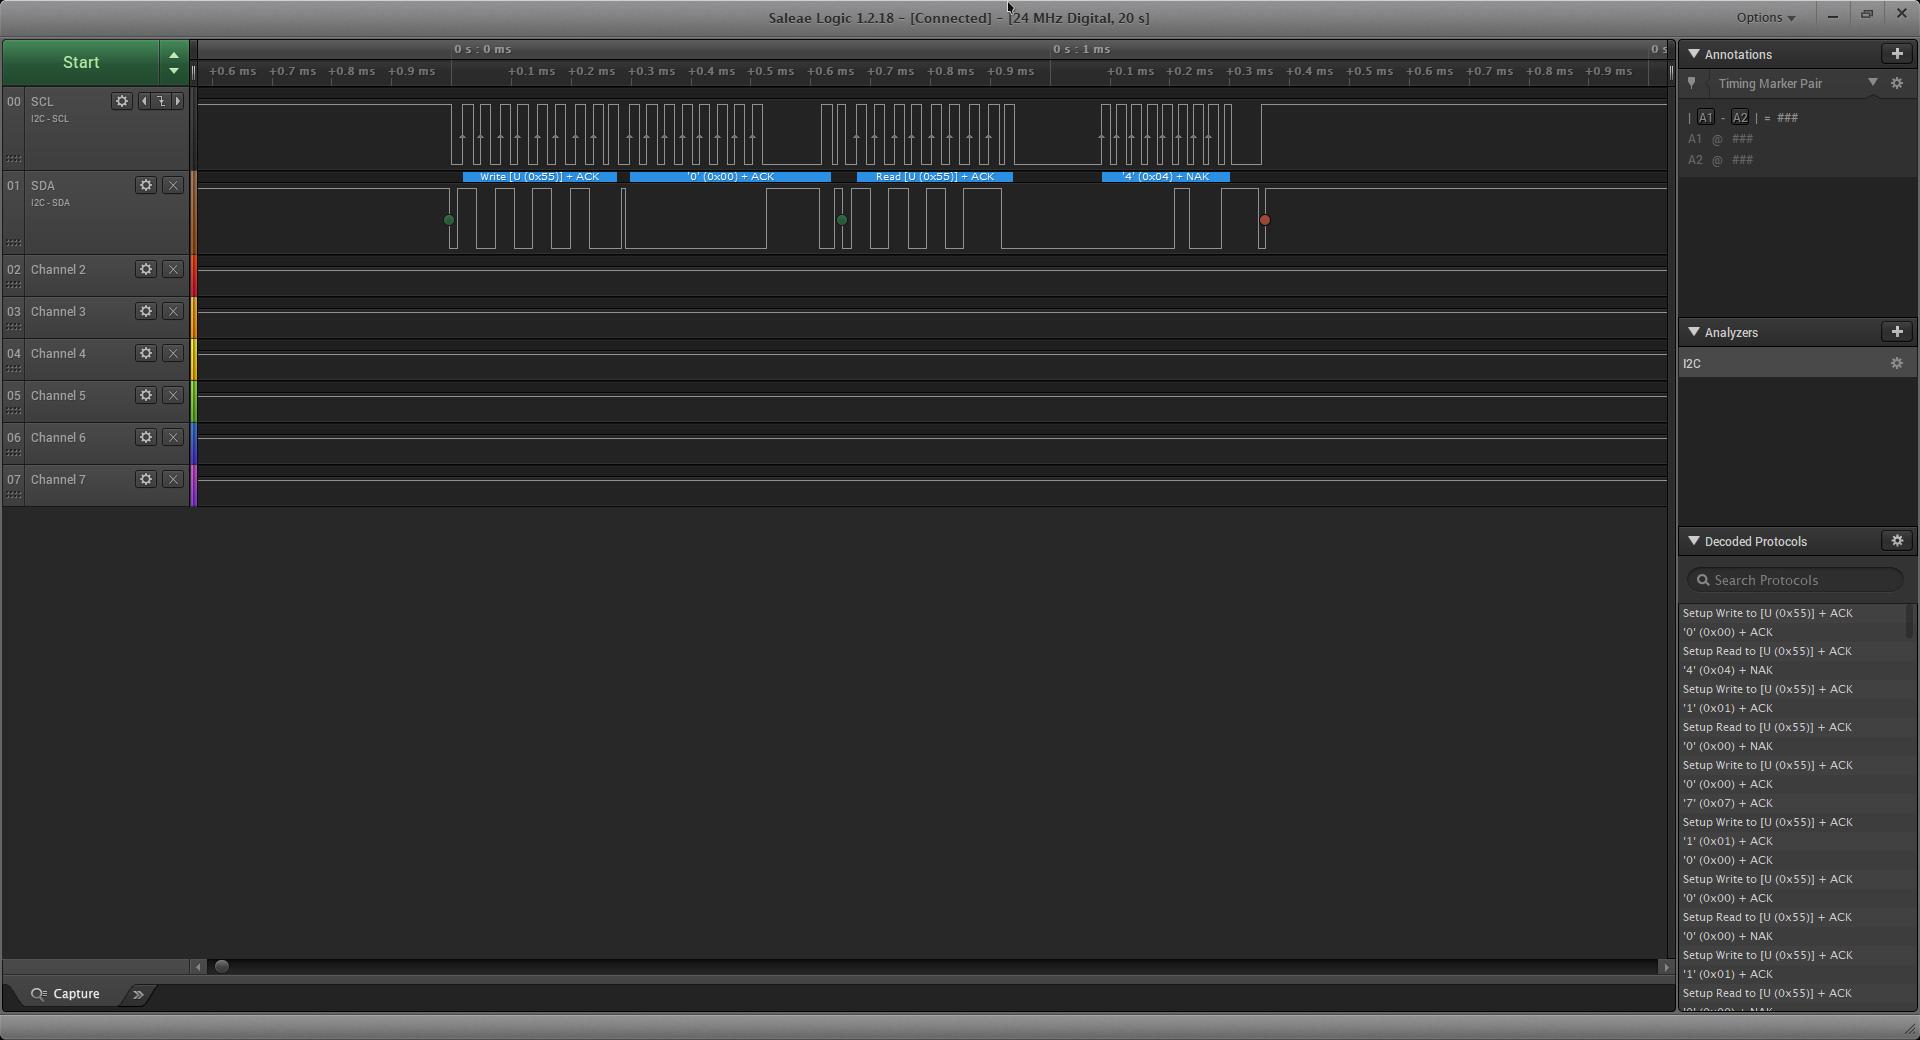 Saleae Logic 1.2.18 - [Connected] - [24 MHz Digital, 20 s]
Options
Start
0 s : 0 ms
0 s : 1 ms
0 s
+0.6 ms +0.7 ms +0.8 ms +0.9 ms
+0.1 ms +0.2 ms +0.3 ms +0.4 ms +0.5 ms +0.6 ms +0.7 ms +0.8 ms +0.9 ms
+0.1 ms +0.2 ms +0.3 ms +0.4 ms +0.5 ms +0.6 ms +0.7 ms +0.8 ms +0.9 ms
00 SCL
I2C - SCL
01 SDA
I2C - SDA
Write [U (0x55)] + ACK
'0' (0x00) + ACK
Read [U (0x55)] + ACK
'4' (0x04) + NAK
02 Channel 2
03 Channel 3
04 Channel 4
05 Channel 5
06 Channel 6
07 Channel 7
Capture
Annotations
Timing Marker Pair
| A1 - A2 | = ###
A1 @ ###
A2 @ ###
Analyzers
I2C
Decoded Protocols
Search Protocols
Setup Write to [U (0x55)] + ACK
'0' (0x00) + ACK
Setup Read to [U (0x55)] + ACK
'4' (0x04) + NAK
Setup Write to [U (0x55)] + ACK
'1' (0x01) + ACK
Setup Read to [U (0x55)] + ACK
'0' (0x00) + NAK
Setup Write to [U (0x55)] + ACK
'0' (0x00) + ACK
'7' (0x07) + ACK
Setup Write to [U (0x55)] + ACK
'1' (0x01) + ACK
'0' (0x00) + ACK
Setup Write to [U (0x55)] + ACK
'0' (0x00) + ACK
Setup Read to [U (0x55)] + ACK
'0' (0x00) + NAK
Setup Write to [U (0x55)] + ACK
'1' (0x01) + ACK
Setup Read to [U (0x55)] + ACK